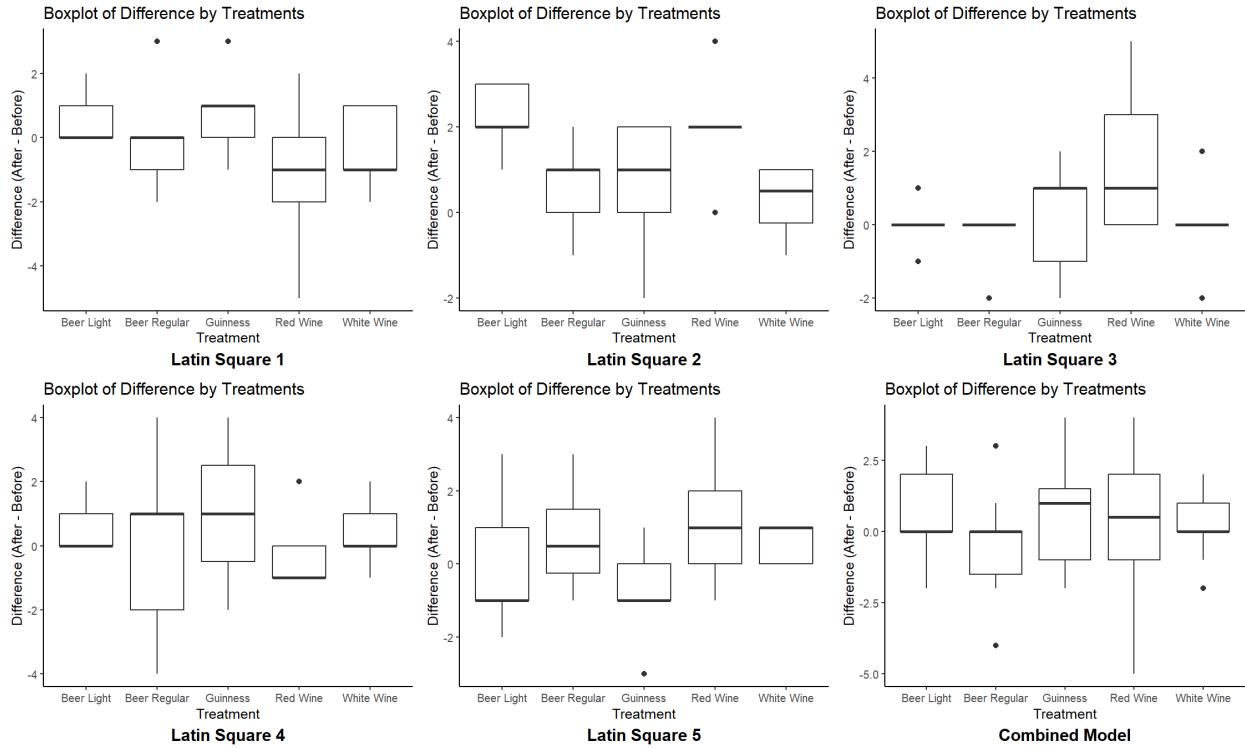 Boxplot of Difference by Treatments
Difference (After - Before)
2
0
-2
-4
Beer Light Beer Regular Guinness Red Wine White Wine
Treatment
Latin Square 1
Boxplot of Difference by Treatments
Difference (After - Before)
4
2
0
-2
Beer Light Beer Regular Guinness Red Wine White Wine
Treatment
Latin Square 2
Boxplot of Difference by Treatments
Difference (After - Before)
4
2
0
-2
Beer Light Beer Regular Guinness Red Wine White Wine
Treatment
Latin Square 3
Boxplot of Difference by Treatments
Difference (After - Before)
4
2
0
-2
-4
Beer Light Beer Regular Guinness Red Wine White Wine
Treatment
Latin Square 4
Boxplot of Difference by Treatments
Difference (After - Before)
4
2
0
-2
Beer Light Beer Regular Guinness Red Wine White Wine
Treatment
Latin Square 5
Boxplot of Difference by Treatments
Difference (After - Before)
2.5
0.0
-2.5
-5.0
Beer Light Beer Regular Guinness Red Wine White Wine
Treatment
Combined Model